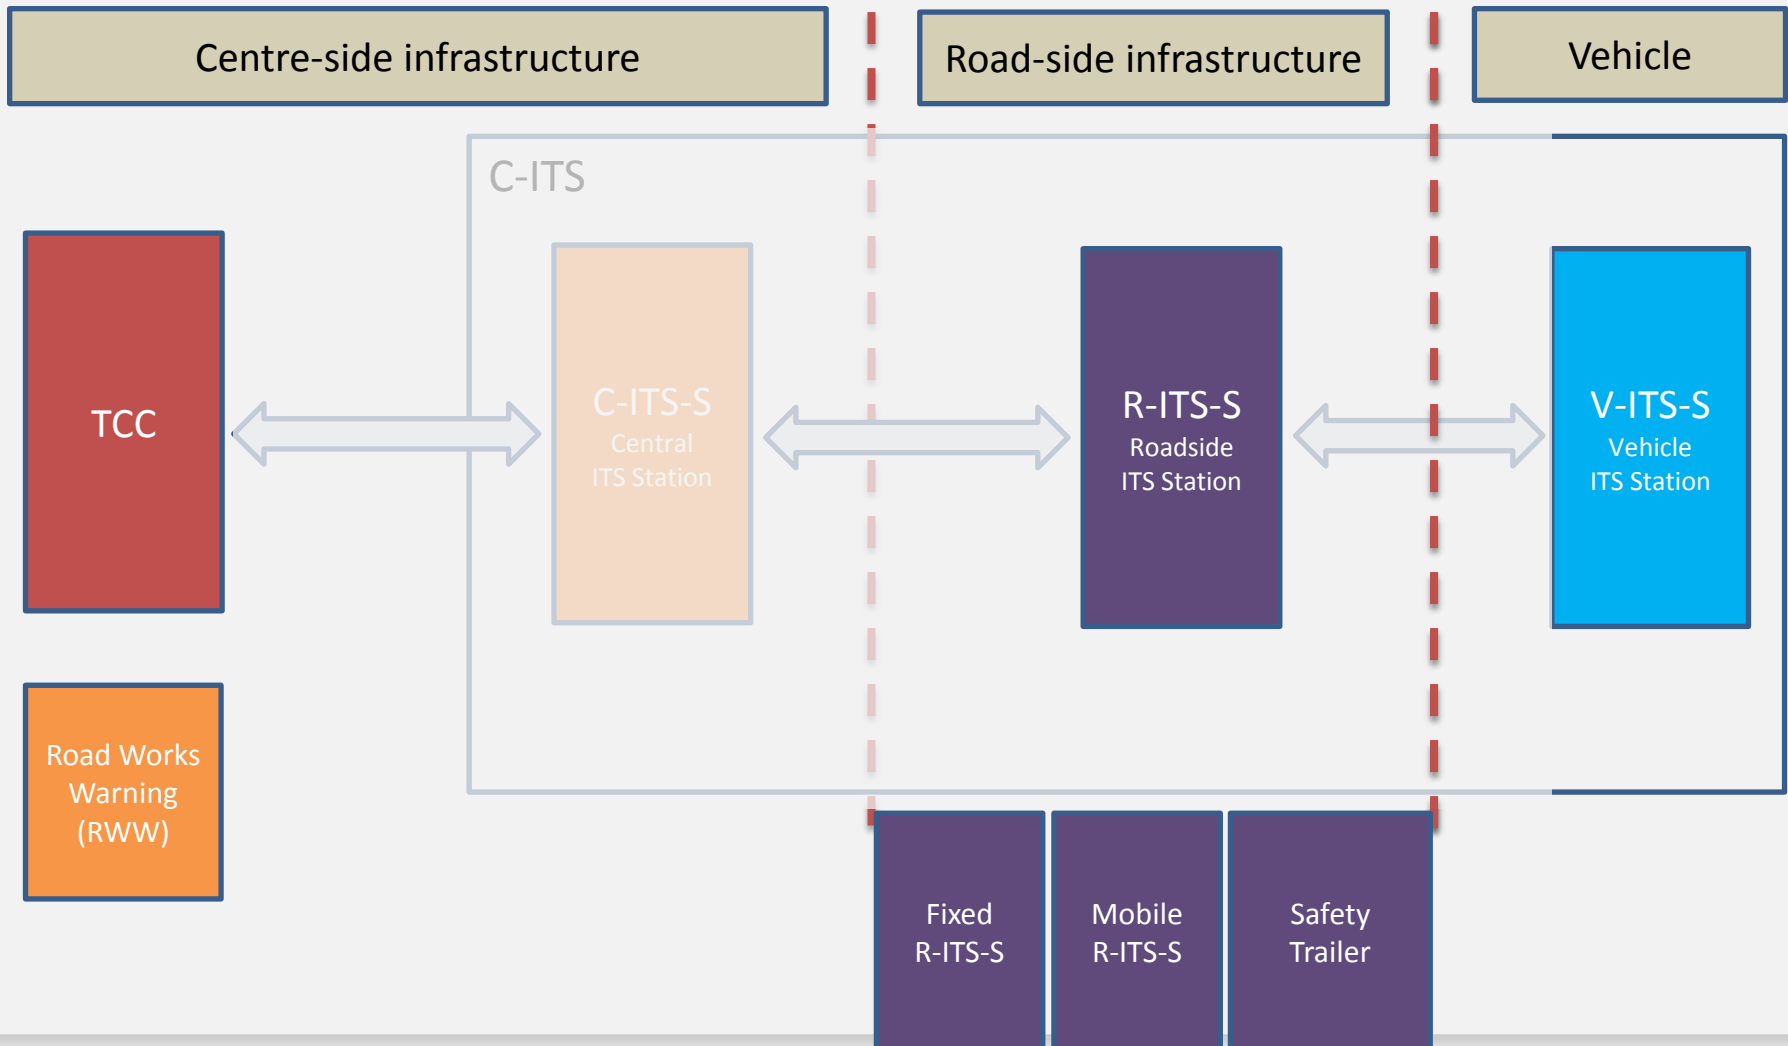 Centre-side infrastructure
Road-side infrastructure
Vehicle
C-ITS
TCC
C-ITS-S
Central
ITS Station
R-ITS-S
Roadside
ITS Station
V-ITS-S
Vehicle
ITS Station
Road Works
Warning
(RWW)
Fixed
R-ITS-S
Mobile
R-ITS-S
Safety
Trailer